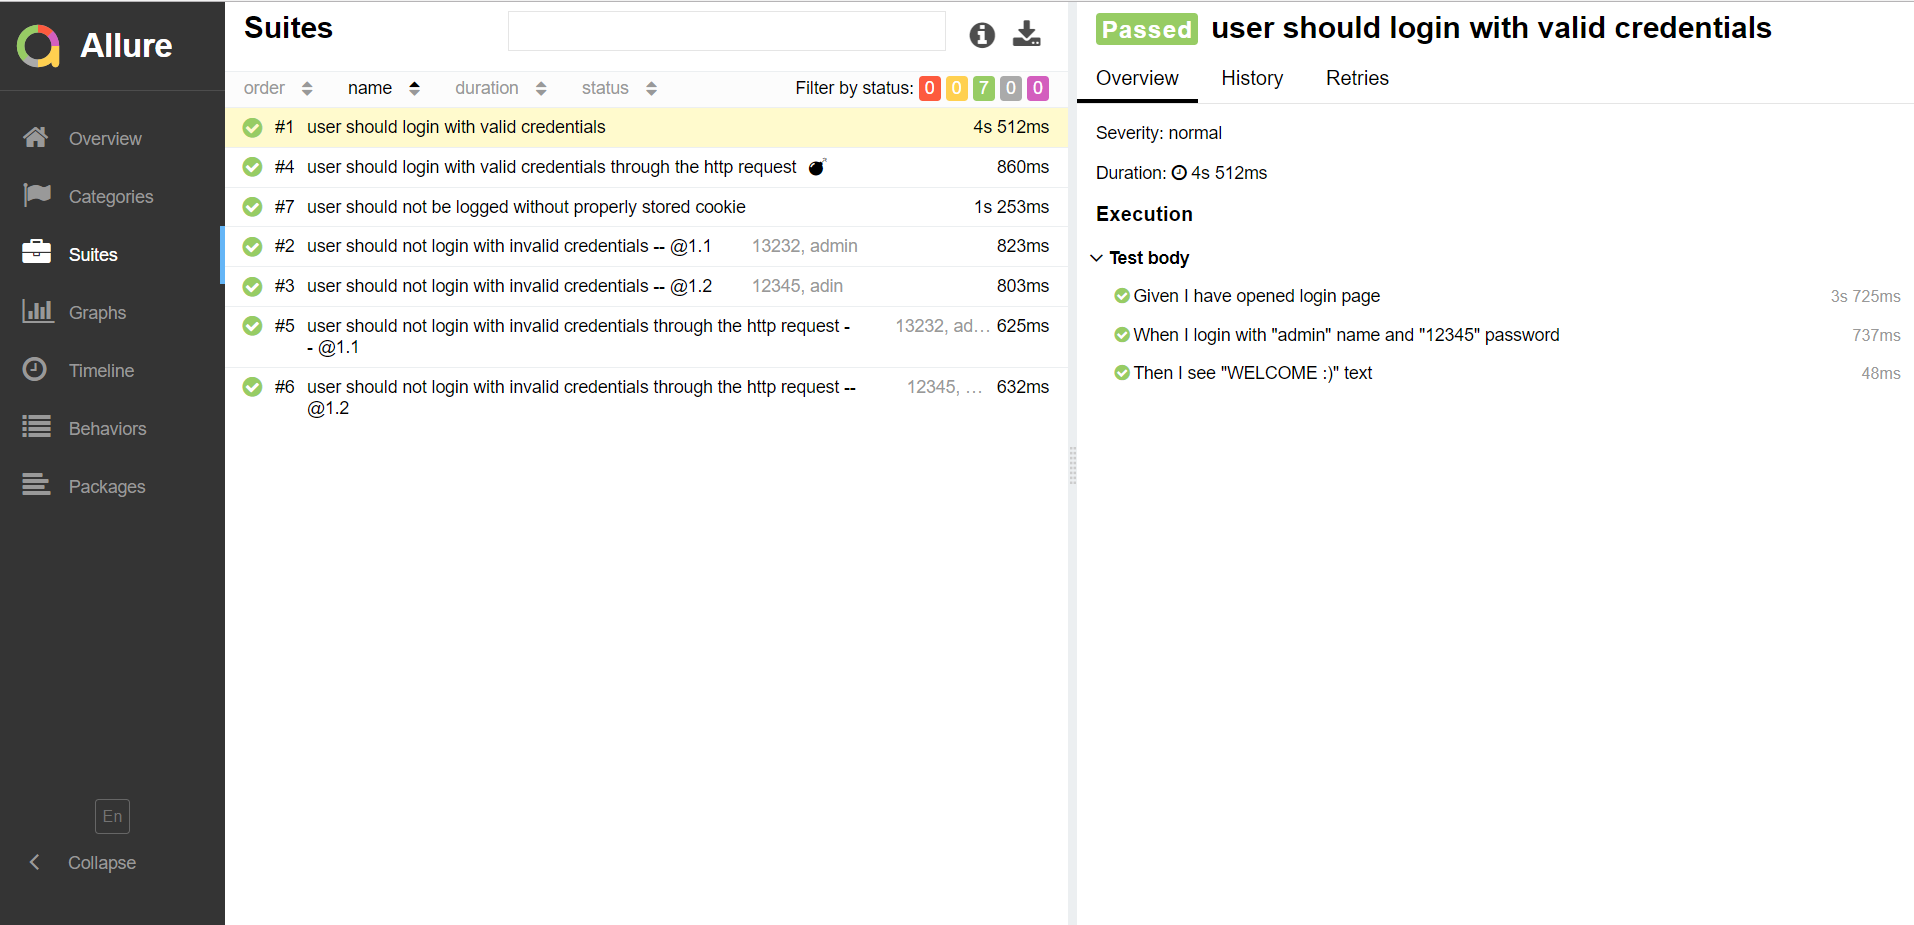 Allure
Overview
Categories
Suites
Graphs
Timeline
Behaviors
Packages
En
Collapse
Suites
order name duration status Filter by status: 0 0 7 0 0
#1 user should login with valid credentials 4s 512ms
#4 user should login with valid credentials through the http request 860ms
#7 user should not be logged without properly stored cookie 1s 253ms
#2 user should not login with invalid credentials -- @1.1 13232, admin 823ms
#3 user should not login with invalid credentials -- @1.2 12345, adin 803ms
#5 user should not login with invalid credentials through the http request - 13232, ad... 625ms
- @1.1
#6 user should not login with invalid credentials through the http request -- 12345, ... 632ms
@1.2
Passed user should login with valid credentials
Overview History Retries
Severity: normal
Duration: 4s 512ms
Execution
Test body
Given I have opened login page 3s 725ms
When I login with "admin" name and "12345" password 737ms
Then I see "WELCOME :)" text 48ms